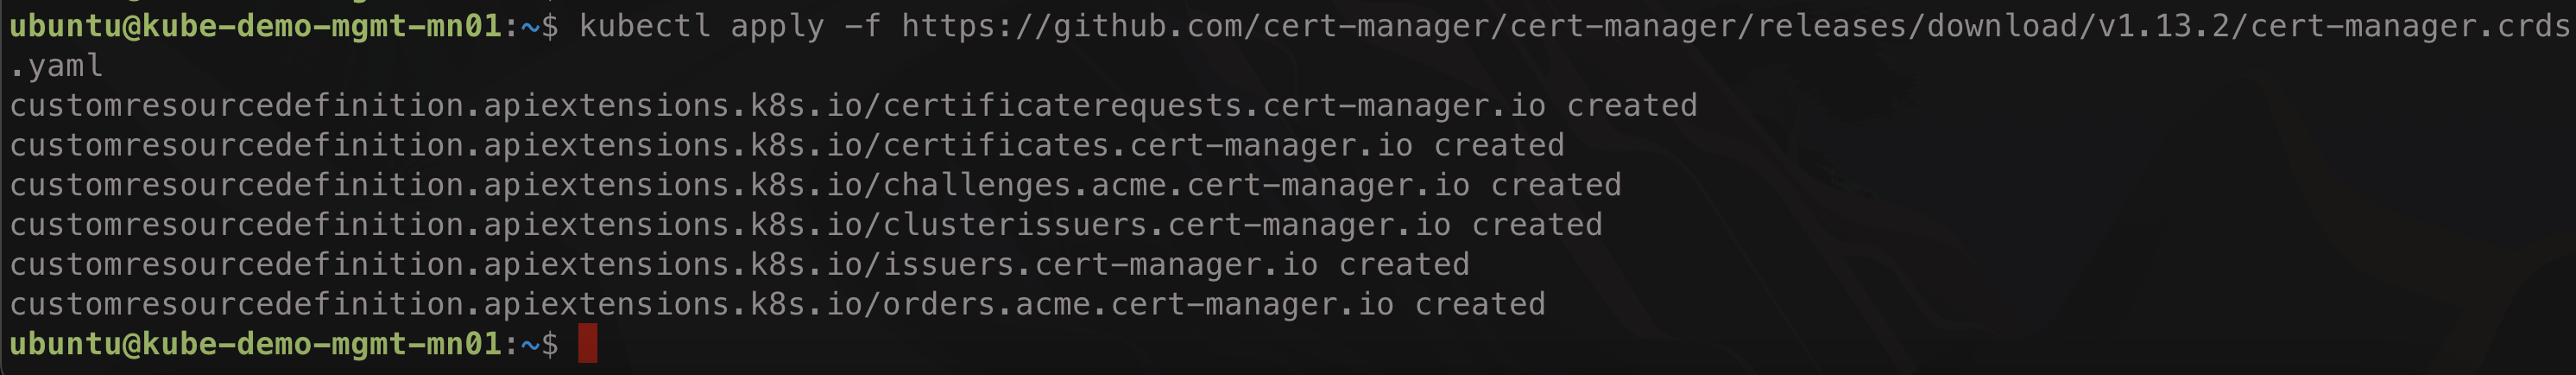 ubuntu@kube-demo-mgmt-mn01:~$ kubectl apply -f https://github.com/cert-manager/cert-manager/releases/download/v1.13.2/cert-manager.crds
.yaml
customresourcedefinition.apiextensions.k8s.io/certificaterequests.cert-manager.io created
customresourcedefinition.apiextensions.k8s.io/certificates.cert-manager.io created
customresourcedefinition.apiextensions.k8s.io/challenges.acme.cert-manager.io created
customresourcedefinition.apiextensions.k8s.io/clusterissuers.cert-manager.io created
customresourcedefinition.apiextensions.k8s.io/issuers.cert-manager.io created
customresourcedefinition.apiextensions.k8s.io/orders.acme.cert-manager.io created
ubuntu@kube-demo-mgmt-mn01:~$